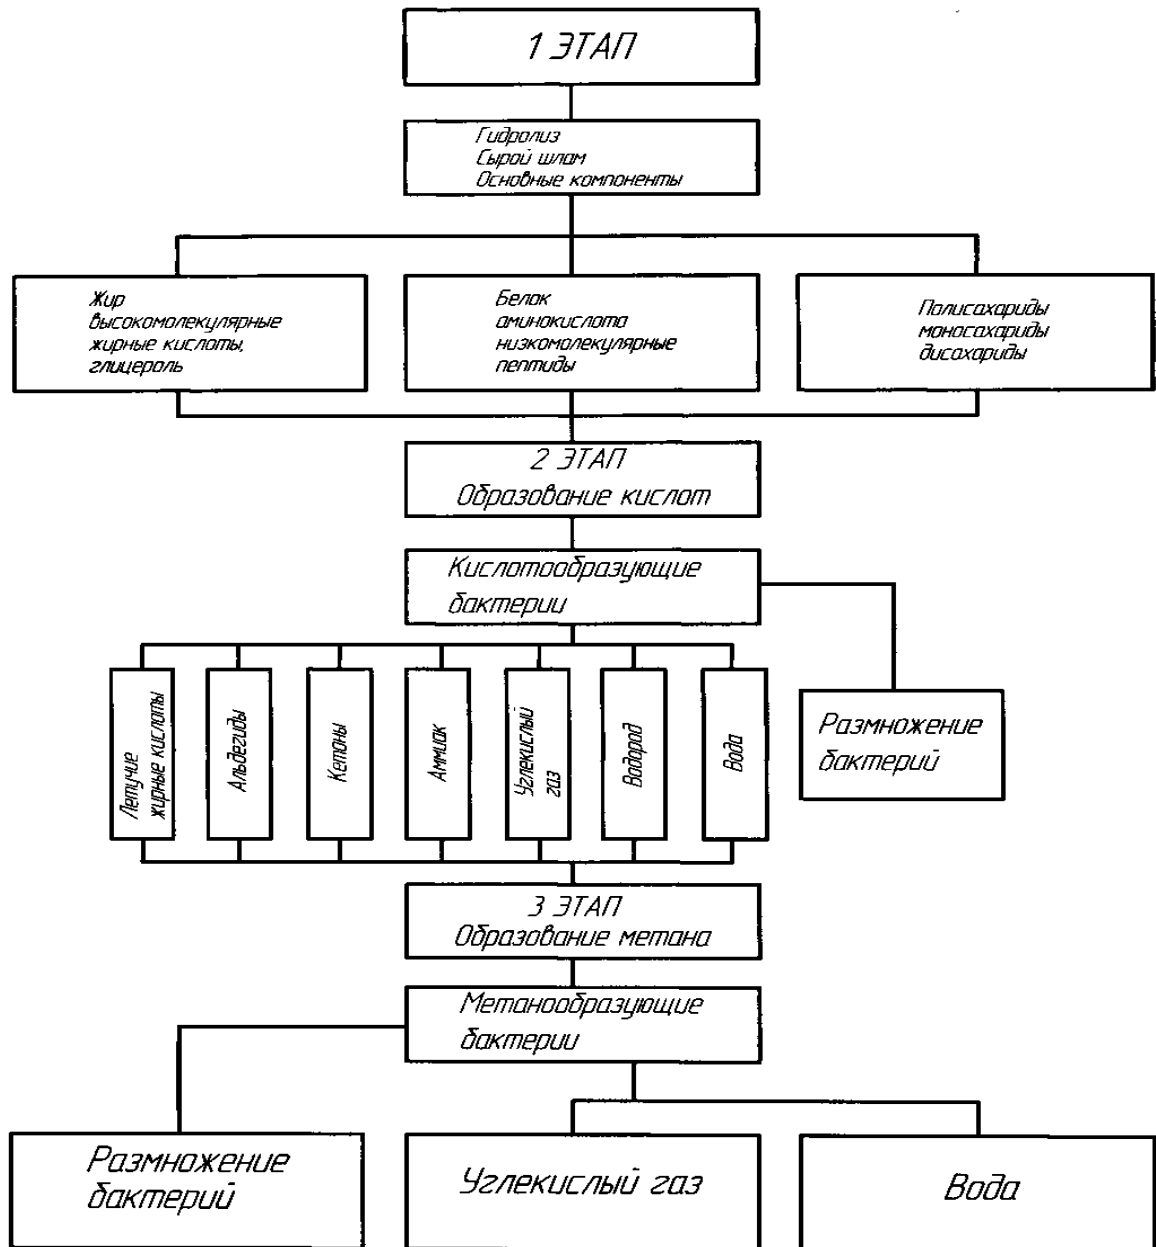 1 ЭТАП
Гидролиз
Сырой шлам
Основные компоненты
Жир
высокомолекулярные
жирные кислоты,
глицероль
Белок
аминокислота
низкомолекулярные
пептиды
Полисахариды
моносахариды
дисахариды
2 ЭТАП
Образование кислот
Кислотообразующие
бактерии
Летучие
жирные кислоты
Альдегиды
Кетоны
Аммиак
Углекислый
газ
Водород
Вода
Размножение
бактерий
3 ЭТАП
Образование метана
Метанообразующие
бактерии
Размножение
бактерий
Углекислый газ
Вода